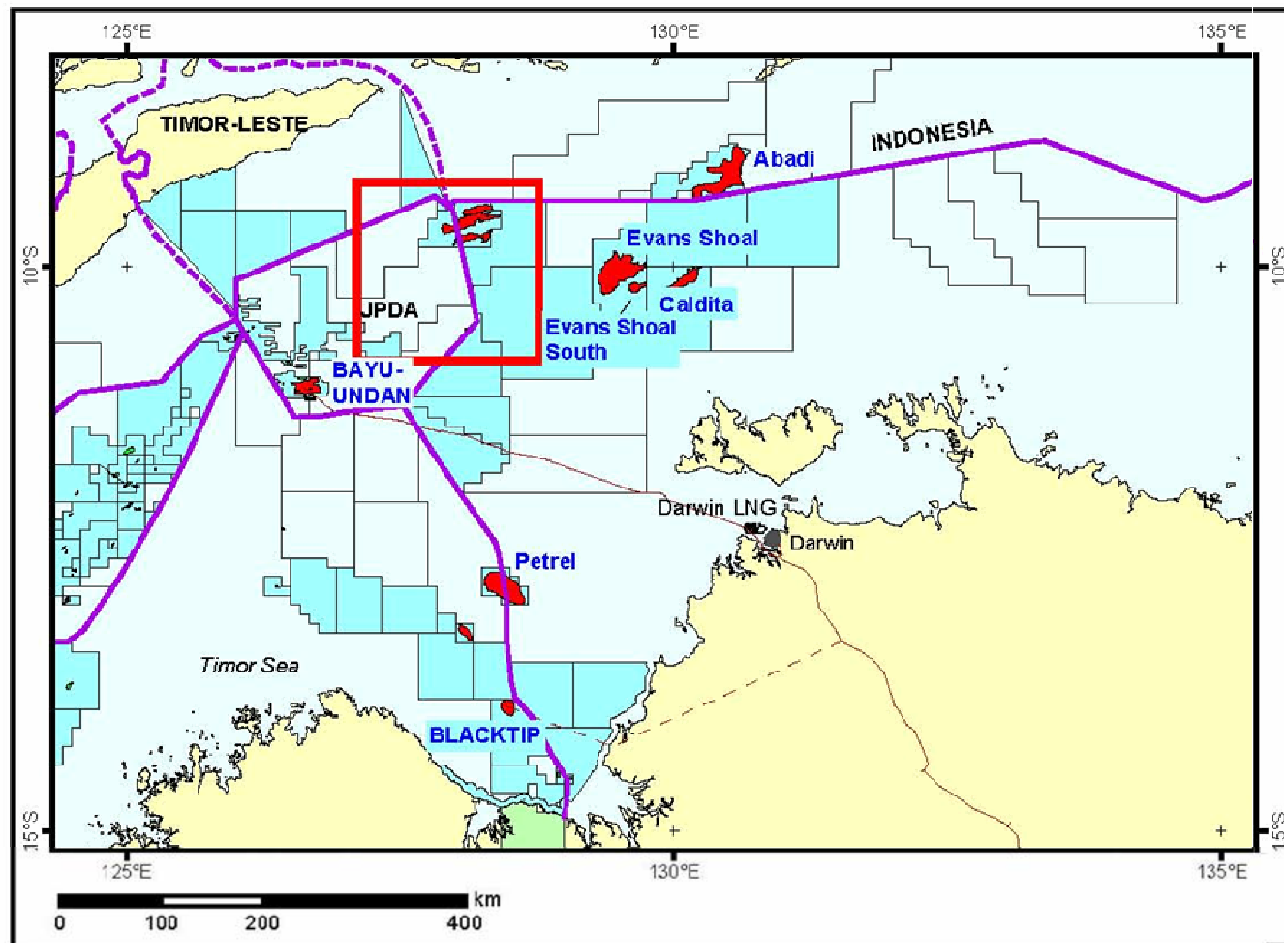 125°E
130°E
135°E
TIMOR-LESTE
INDONESIA
Abadi
Evans Shoal
10°S
10°S
JPDA
Caldita
Evans Shoal
South
BAYU-
UNDAN
Darwin LNG
Darwin
Petrel
Timor Sea
BLACKTIP
15°S
15°S
125°E
130°E
135°E
km
0
100
200
400